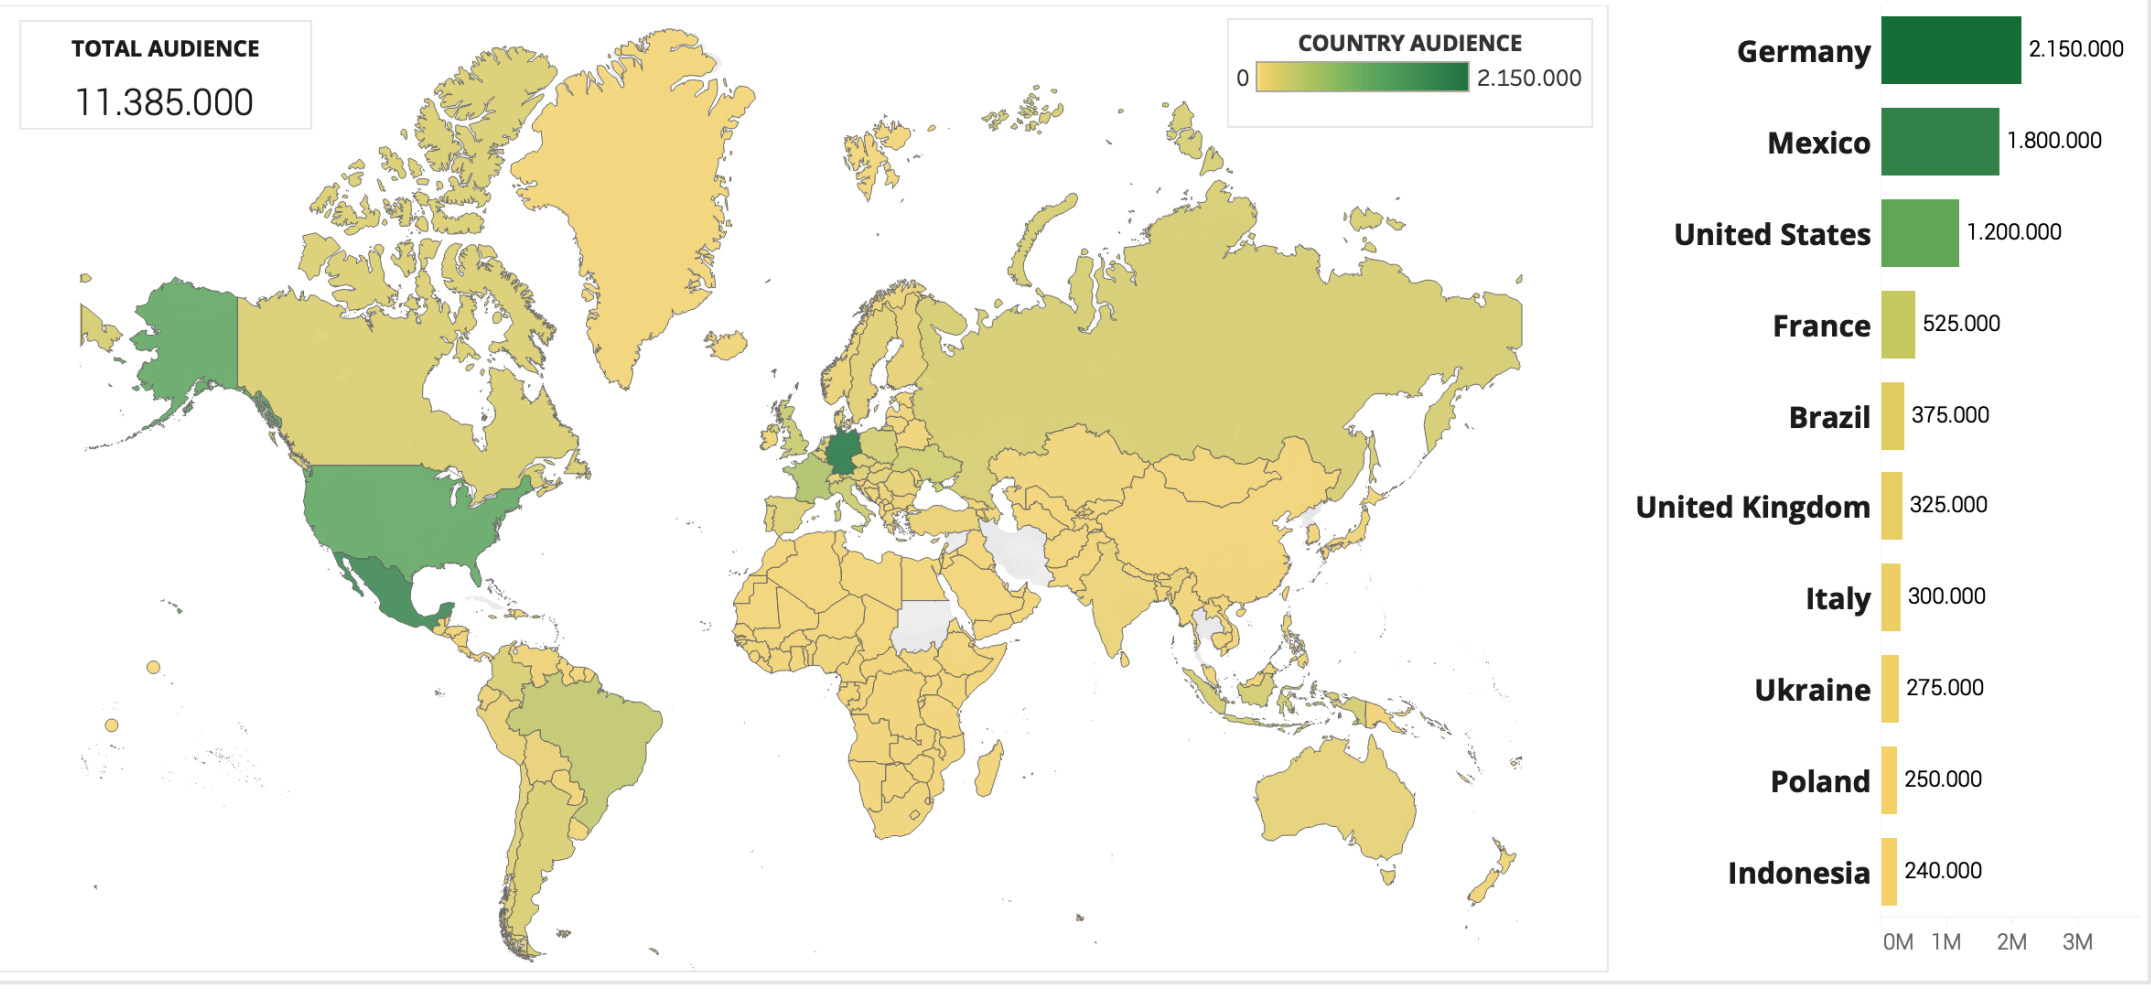 TOTAL AUDIENCE
11.385.000
COUNTRY AUDIENCE
0 2.150.000
Germany 2.150.000
Mexico 1.800.000
United States 1.200.000
France 525.000
Brazil 375.000
United Kingdom 325.000
Italy 300.000
Ukraine 275.000
Poland 250.000
Indonesia 240.000
0M 1M 2M 3M